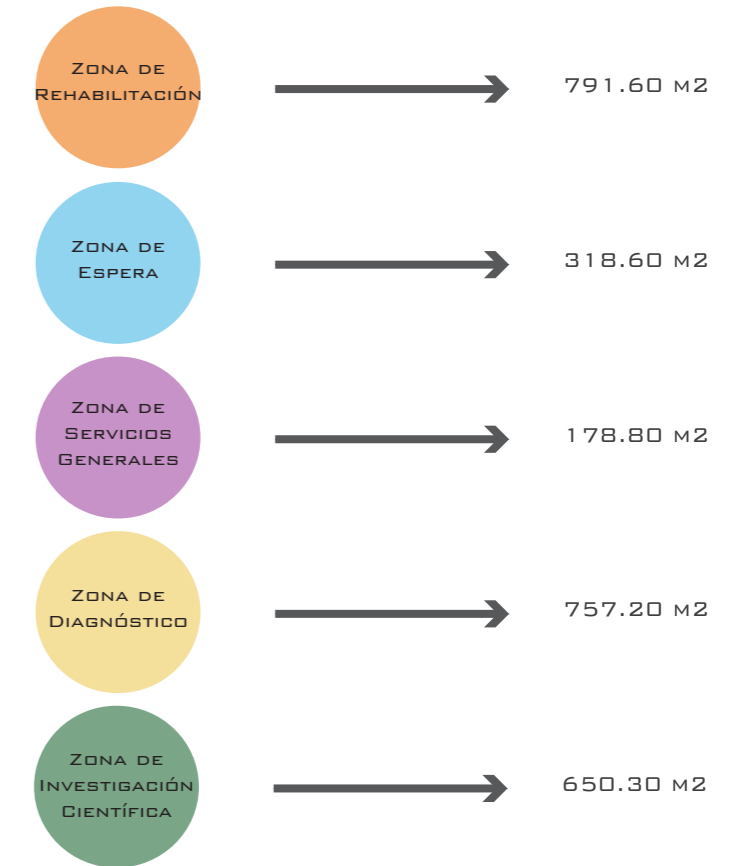 Zona de
Rehabilitación
791.60 m2
Zona de
Espera
318.60 m2
Zona de
Servicios
Generales
178.80 m2
Zona de
Diagnóstico
757.20 m2
Zona de
Investigación
Científica
650.30 m2